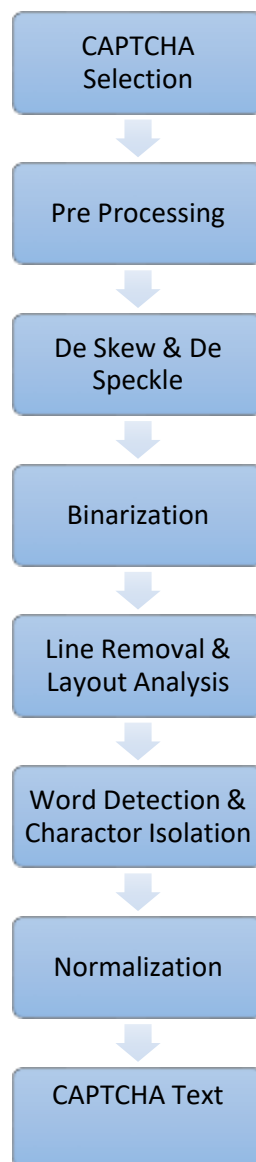 CAPTCHA
Selection
Pre Processing
De Skew & De
Speckle
Binarization
Line Removal &
Layout Analysis
Word Detection &
Charactor Isolation
Normalization
CAPTCHA Text